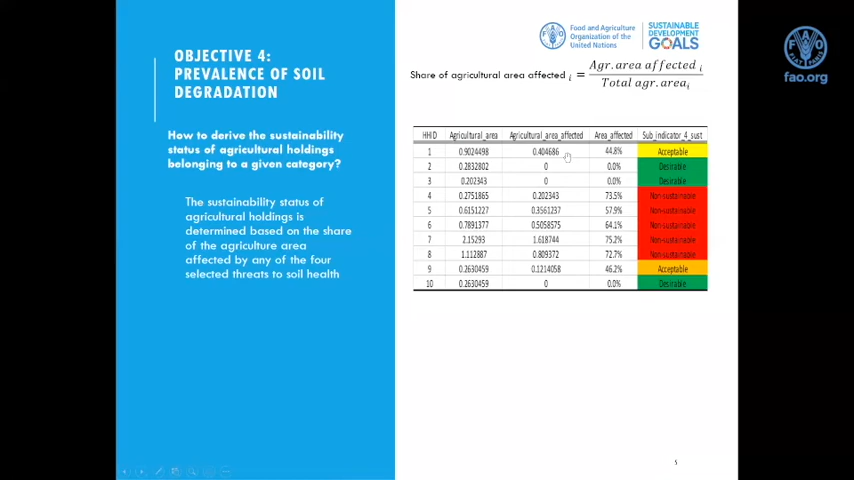 OBJECTIVE 4:
PREVALENCE OF SOIL
DEGRADATION
How to derive the sustainability
status of agricultural holdings
belonging to a given category?
The sustainability status of
agricultural holdings is
determined based on the share
of the agriculture area
affected by any of the four
selected threats to soil health
Food and Agriculture
Organization of the
United Nations
SUSTAINABLE
DEVELOPMENT
GOALS
Share of agricultural area affected i = Agr. area affected i / Total agr. area i
HHID Agricultural_area Agricultural_area_affected Area_affected Sub_indicator_4_sust
1 0.9024498 0.404686 44.8% Acceptable
2 0.2832802 0 0.0% Desirable
3 0.202343 0 0.0% Desirable
4 0.2751865 0.202343 73.5% Non-sustainable
5 0.6151227 0.3561237 57.9% Non-sustainable
6 0.7891377 0.5058575 64.1% Non-sustainable
7 2.15293 1.618744 75.2% Non-sustainable
8 1.112887 0.809372 72.7% Non-sustainable
9 0.2630459 0.1214058 46.2% Acceptable
10 0.2630459 0 0.0% Desirable
5
FAO
fao.org